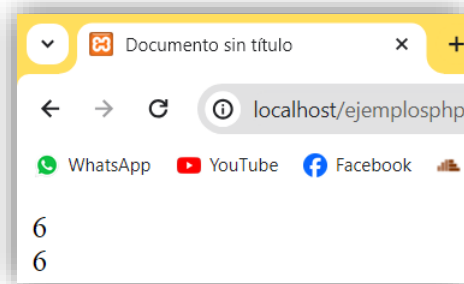 Documento sin título
localhost/ejemplosphp
WhatsApp YouTube Facebook
6
6